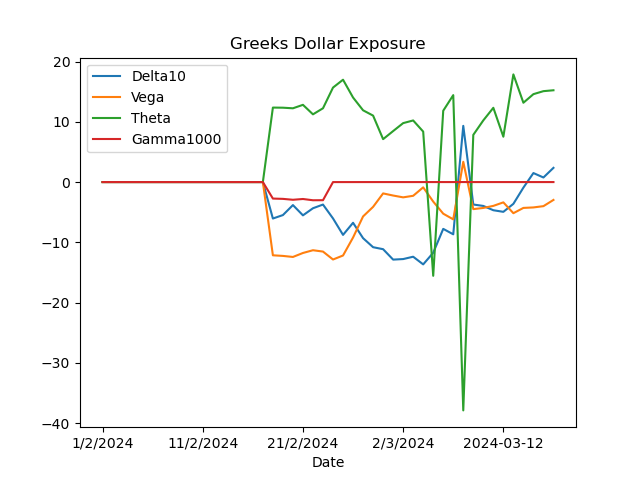 Greeks Dollar Exposure
Delta10
Vega
Theta
Gamma1000
20
10
0
−10
−20
−30
−40
1/2/2024 11/2/2024 21/2/2024 2/3/2024 2024-03-12
Date